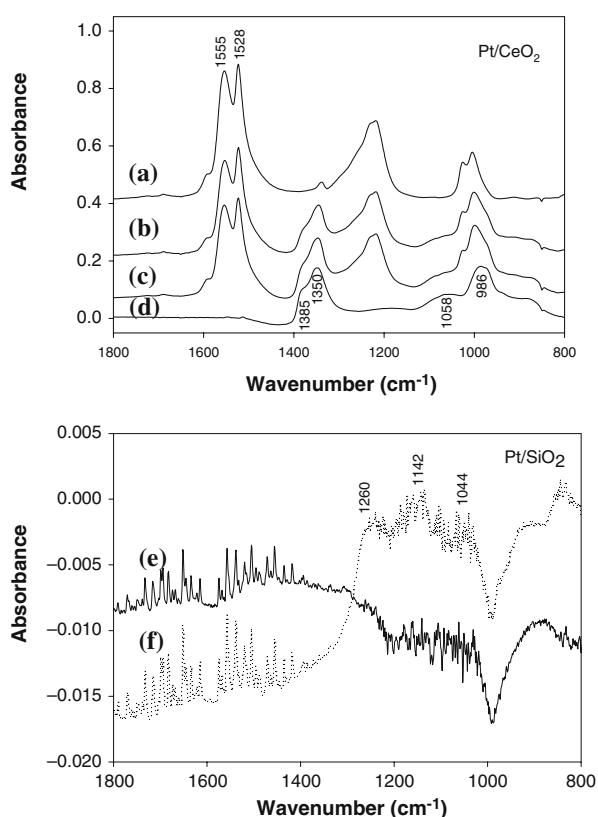 1555
1528
Pt/CeO₂
1.0
0.8
0.6
0.4
0.2
0.0
Absorbance
(a)
(b)
(c)
(d)
1385
1350
1058
986
1800 1600 1400 1200 1000 800
Wavenumber (cm⁻¹)
Pt/SiO₂
0.005
0.000
−0.005
−0.010
−0.015
−0.020
Absorbance
1260
1142
1044
(e)
(f)
1800 1600 1400 1200 1000 800
Wavenumber (cm⁻¹)